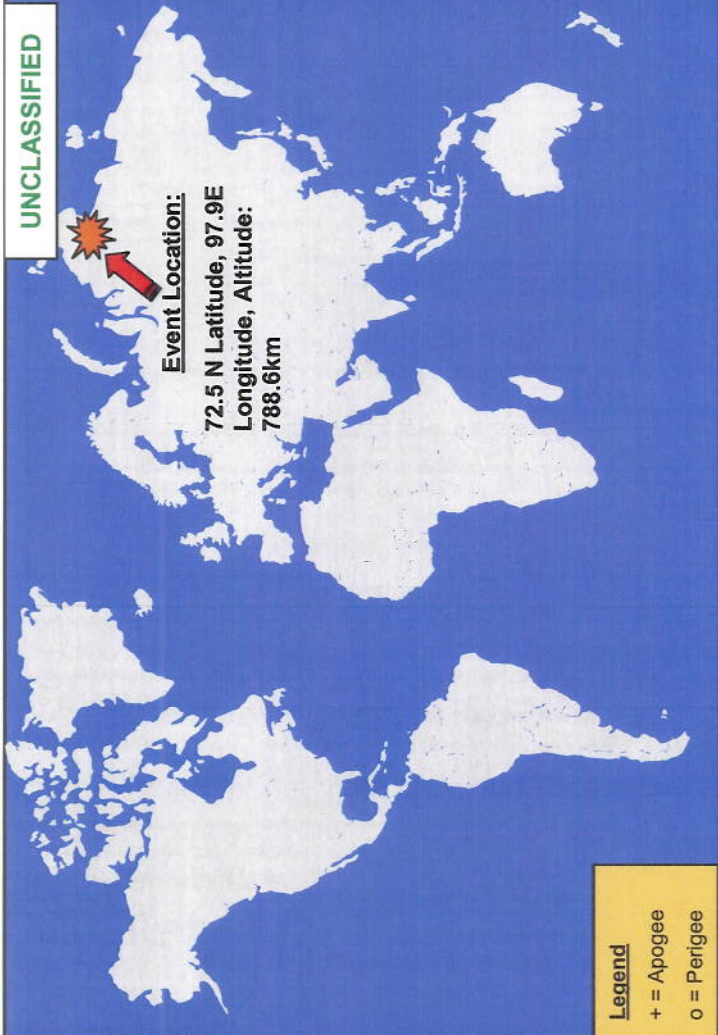 UNCLASSIFIED
Event Location:
72.5 N Latitude, 97.9E
Longitude, Altitude:
788.6km
Legend
+ = Apogee
o = Perigee